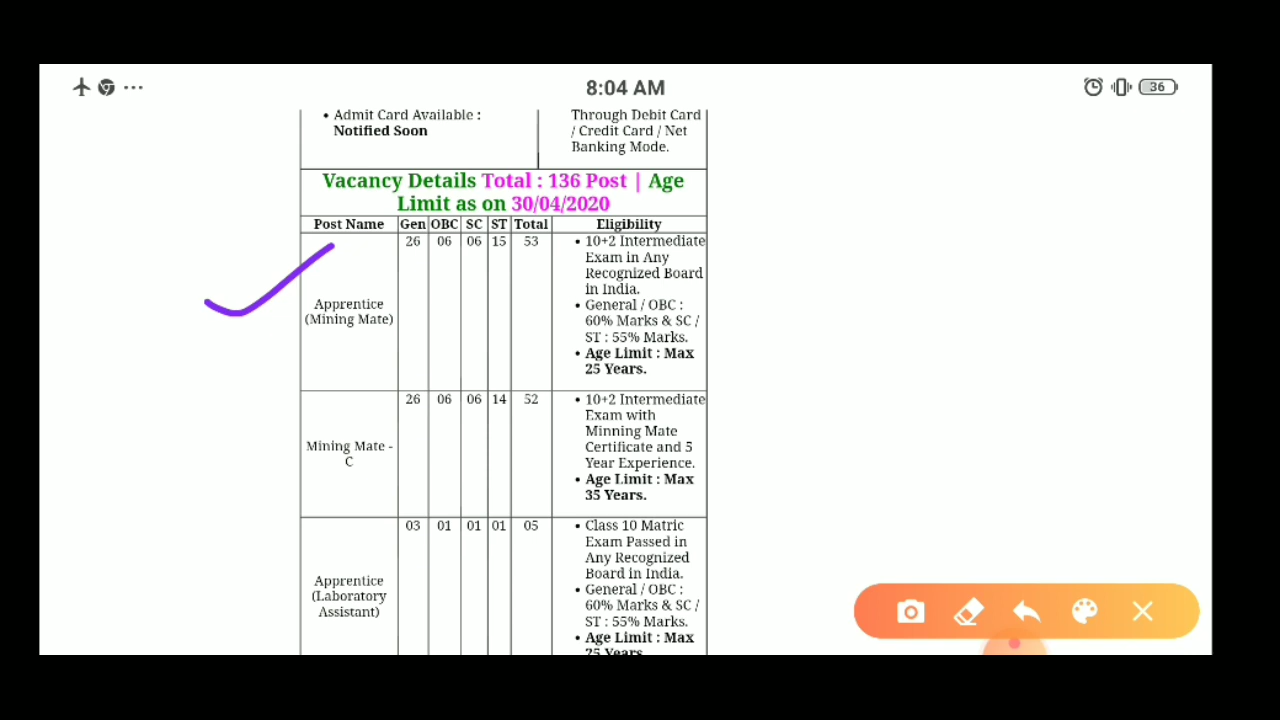 8:04 AM
36
• Admit Card Available :
Notified Soon
Through Debit Card
/ Credit Card / Net
Banking Mode.
Vacancy Details Total : 136 Post | Age
Limit as on 30/04/2020
Post Name Gen OBC SC ST Total Eligibility
Apprentice
(Mining Mate)
26 06 06 15 53
• 10+2 Intermediate
Exam in Any
Recognized Board
in India.
• General / OBC :
60% Marks & SC /
ST : 55% Marks.
• Age Limit : Max
25 Years.
Mining Mate -
C
26 06 06 14 52
• 10+2 Intermediate
Exam with
Minning Mate
Certificate and 5
Year Experience.
• Age Limit : Max
35 Years.
Apprentice
(Laboratory
Assistant)
03 01 01 01 05
• Class 10 Matric
Exam Passed in
Any Recognized
Board in India.
• General / OBC :
60% Marks & SC /
ST : 55% Marks.
• Age Limit : Max
25 Years